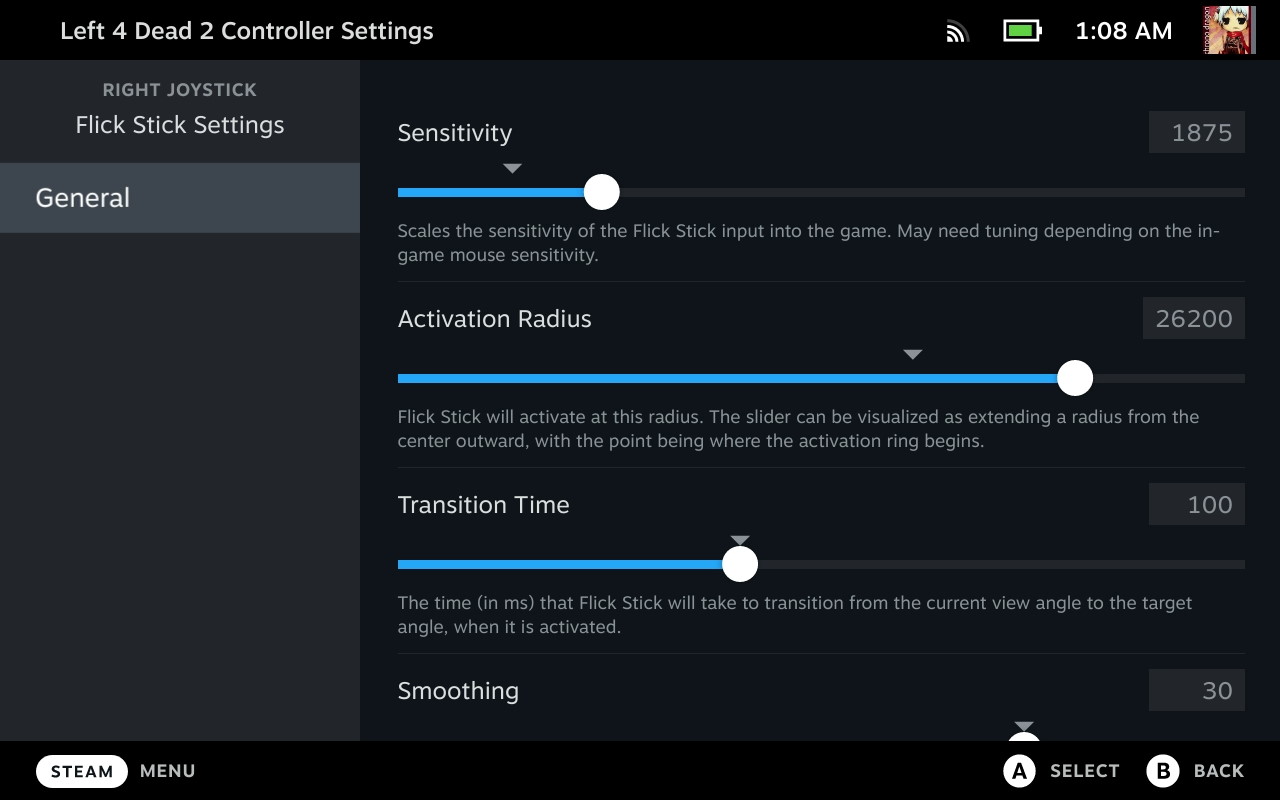 Left 4 Dead 2 Controller Settings
1:08 AM
RIGHT JOYSTICK
Flick Stick Settings
General
Sensitivity
1875
Scales the sensitivity of the Flick Stick input into the game. May need tuning depending on the in-
game mouse sensitivity.
Activation Radius
26200
Flick Stick will activate at this radius. The slider can be visualized as extending a radius from the
center outward, with the point being where the activation ring begins.
Transition Time
100
The time (in ms) that Flick Stick will take to transition from the current view angle to the target
angle, when it is activated.
Smoothing
30
STEAM MENU
A SELECT B BACK